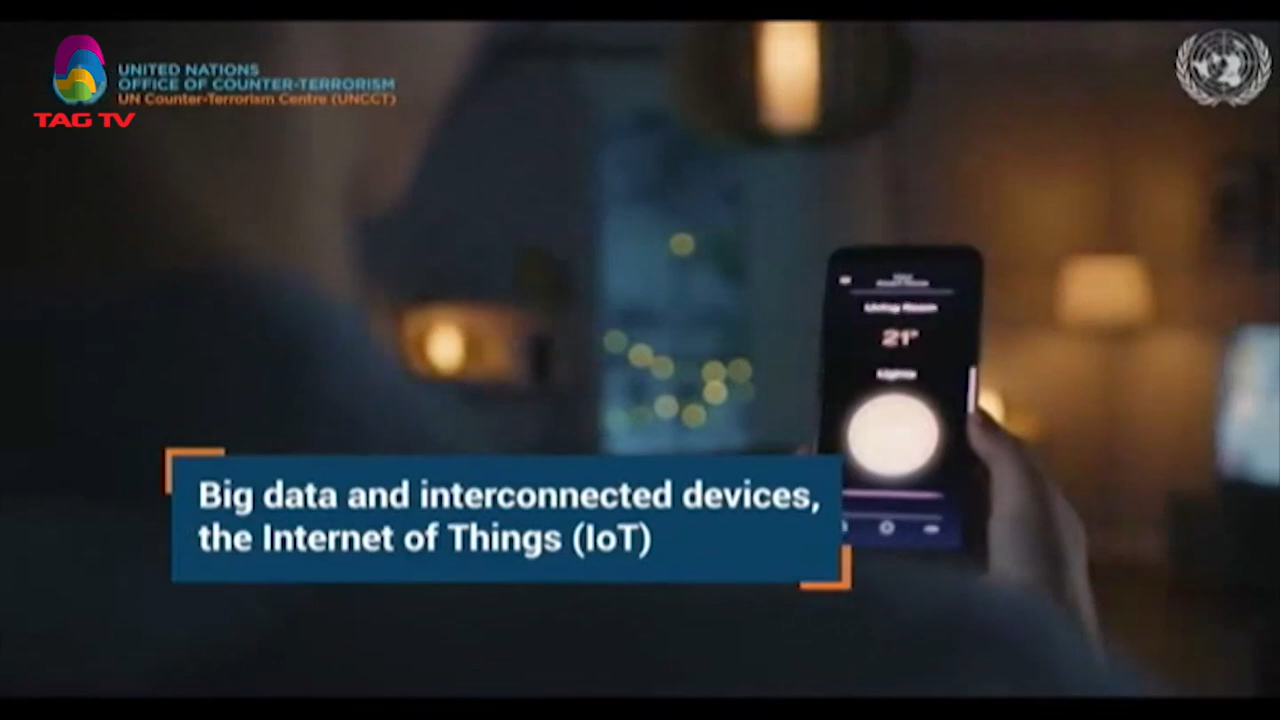 UNITED NATIONS
OFFICE OF COUNTER-TERRORISM
UN Counter-Terrorism Centre (UNCCT)
TAG TV
Living Room
21°
Lights
Big data and interconnected devices,
the Internet of Things (IoT)